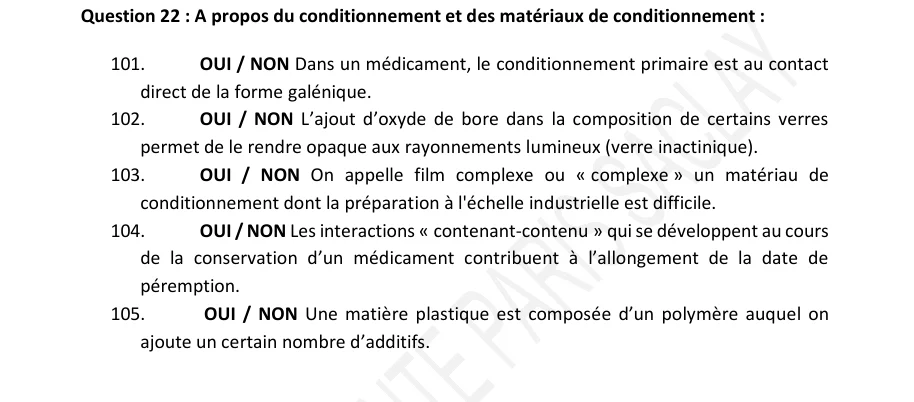 Question 22 : A propos du conditionnement et des matériaux de conditionnement :
101. OUI / NON Dans un médicament, le conditionnement primaire est au contact
direct de la forme galénique.
102. OUI / NON L’ajout d’oxyde de bore dans la composition de certains verres
permet de le rendre opaque aux rayonnements lumineux (verre inactinique).
103. OUI / NON On appelle film complexe ou « complexe » un matériau de
conditionnement dont la préparation à l'échelle industrielle est difficile.
104. OUI / NON Les interactions « contenant-contenu » qui se développent au cours
de la conservation d’un médicament contribuent à l’allongement de la date de
péremption.
105. OUI / NON Une matière plastique est composée d’un polymère auquel on
ajoute un certain nombre d’additifs.
PARIS SACLAY